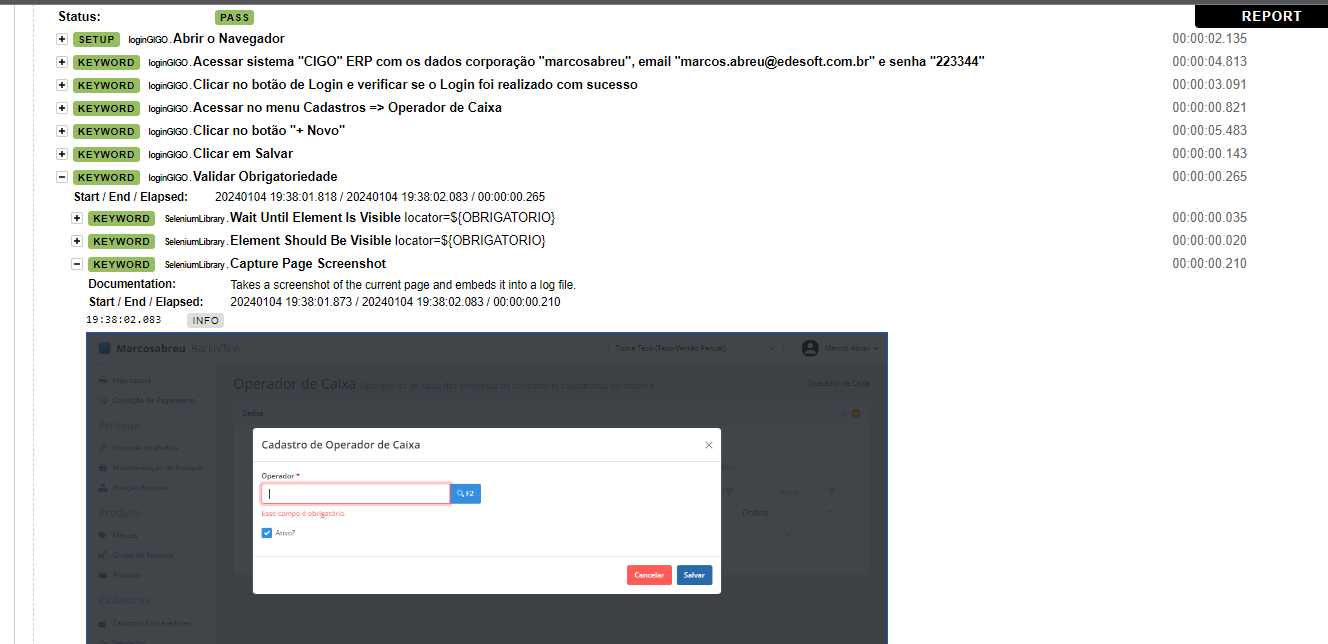 Status: PASS REPORT
+ SETUP loginGIGO. Abrir o Navegador 00:00:02.135
+ KEYWORD loginGIGO. Acessar sistema "CIGO" ERP com os dados corporação "marcosabreu", email "marcos.abreu@edesoft.com.br" e senha "223344" 00:00:04.813
+ KEYWORD loginGIGO. Clicar no botão de Login e verificar se o Login foi realizado com sucesso 00:00:03.091
+ KEYWORD loginGIGO. Acessar no menu Cadastros => Operador de Caixa 00:00:00.821
+ KEYWORD loginGIGO. Clicar no botão "+ Novo" 00:00:05.483
+ KEYWORD loginGIGO. Clicar em Salvar 00:00:00.143
− KEYWORD loginGIGO. Validar Obrigatoriedade 00:00:00.265
Start / End / Elapsed: 20240104 19:38:01.818 / 20240104 19:38:02.083 / 00:00:00.265
+ KEYWORD SeleniumLibrary. Wait Until Element Is Visible locator=${OBRIGATORIO} 00:00:00.035
+ KEYWORD SeleniumLibrary. Element Should Be Visible locator=${OBRIGATORIO} 00:00:00.020
− KEYWORD SeleniumLibrary. Capture Page Screenshot 00:00:00.210
Documentation: Takes a screenshot of the current page and embeds it into a log file.
Start / End / Elapsed: 20240104 19:38:01.873 / 20240104 19:38:02.083 / 00:00:00.210
19:38:02.083 INFO
Marcosabreu Backoffice Tico e Teco-(Teco-Versão Parcial) Marcos Abreu
Impressora
Operador de Caixa Operadores de caixa das empresas do contratante cadastradas no sistema Operador de Caixa
Condição de Pagamento
Dados
Estoque
Unidade de Medida
Movimentação de Estoque
Posição Estoque
Produto
Marcas
Grupo de Produto
Produto
Cadastros
Cadastro Fornecedores
Vendedor
Cadastro de Operador de Caixa ×
Operador *
F2
Esse campo é obrigatório.
Ativo?
Cancelar Salvar
Ativo
(Todos)